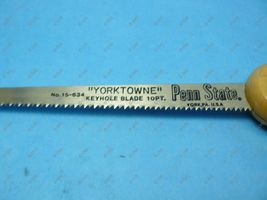 No. 15-634
"YORKTOWNE"
KEYHOLE BLADE 10PT.
Penn State®
YORK, PA. U.S.A.